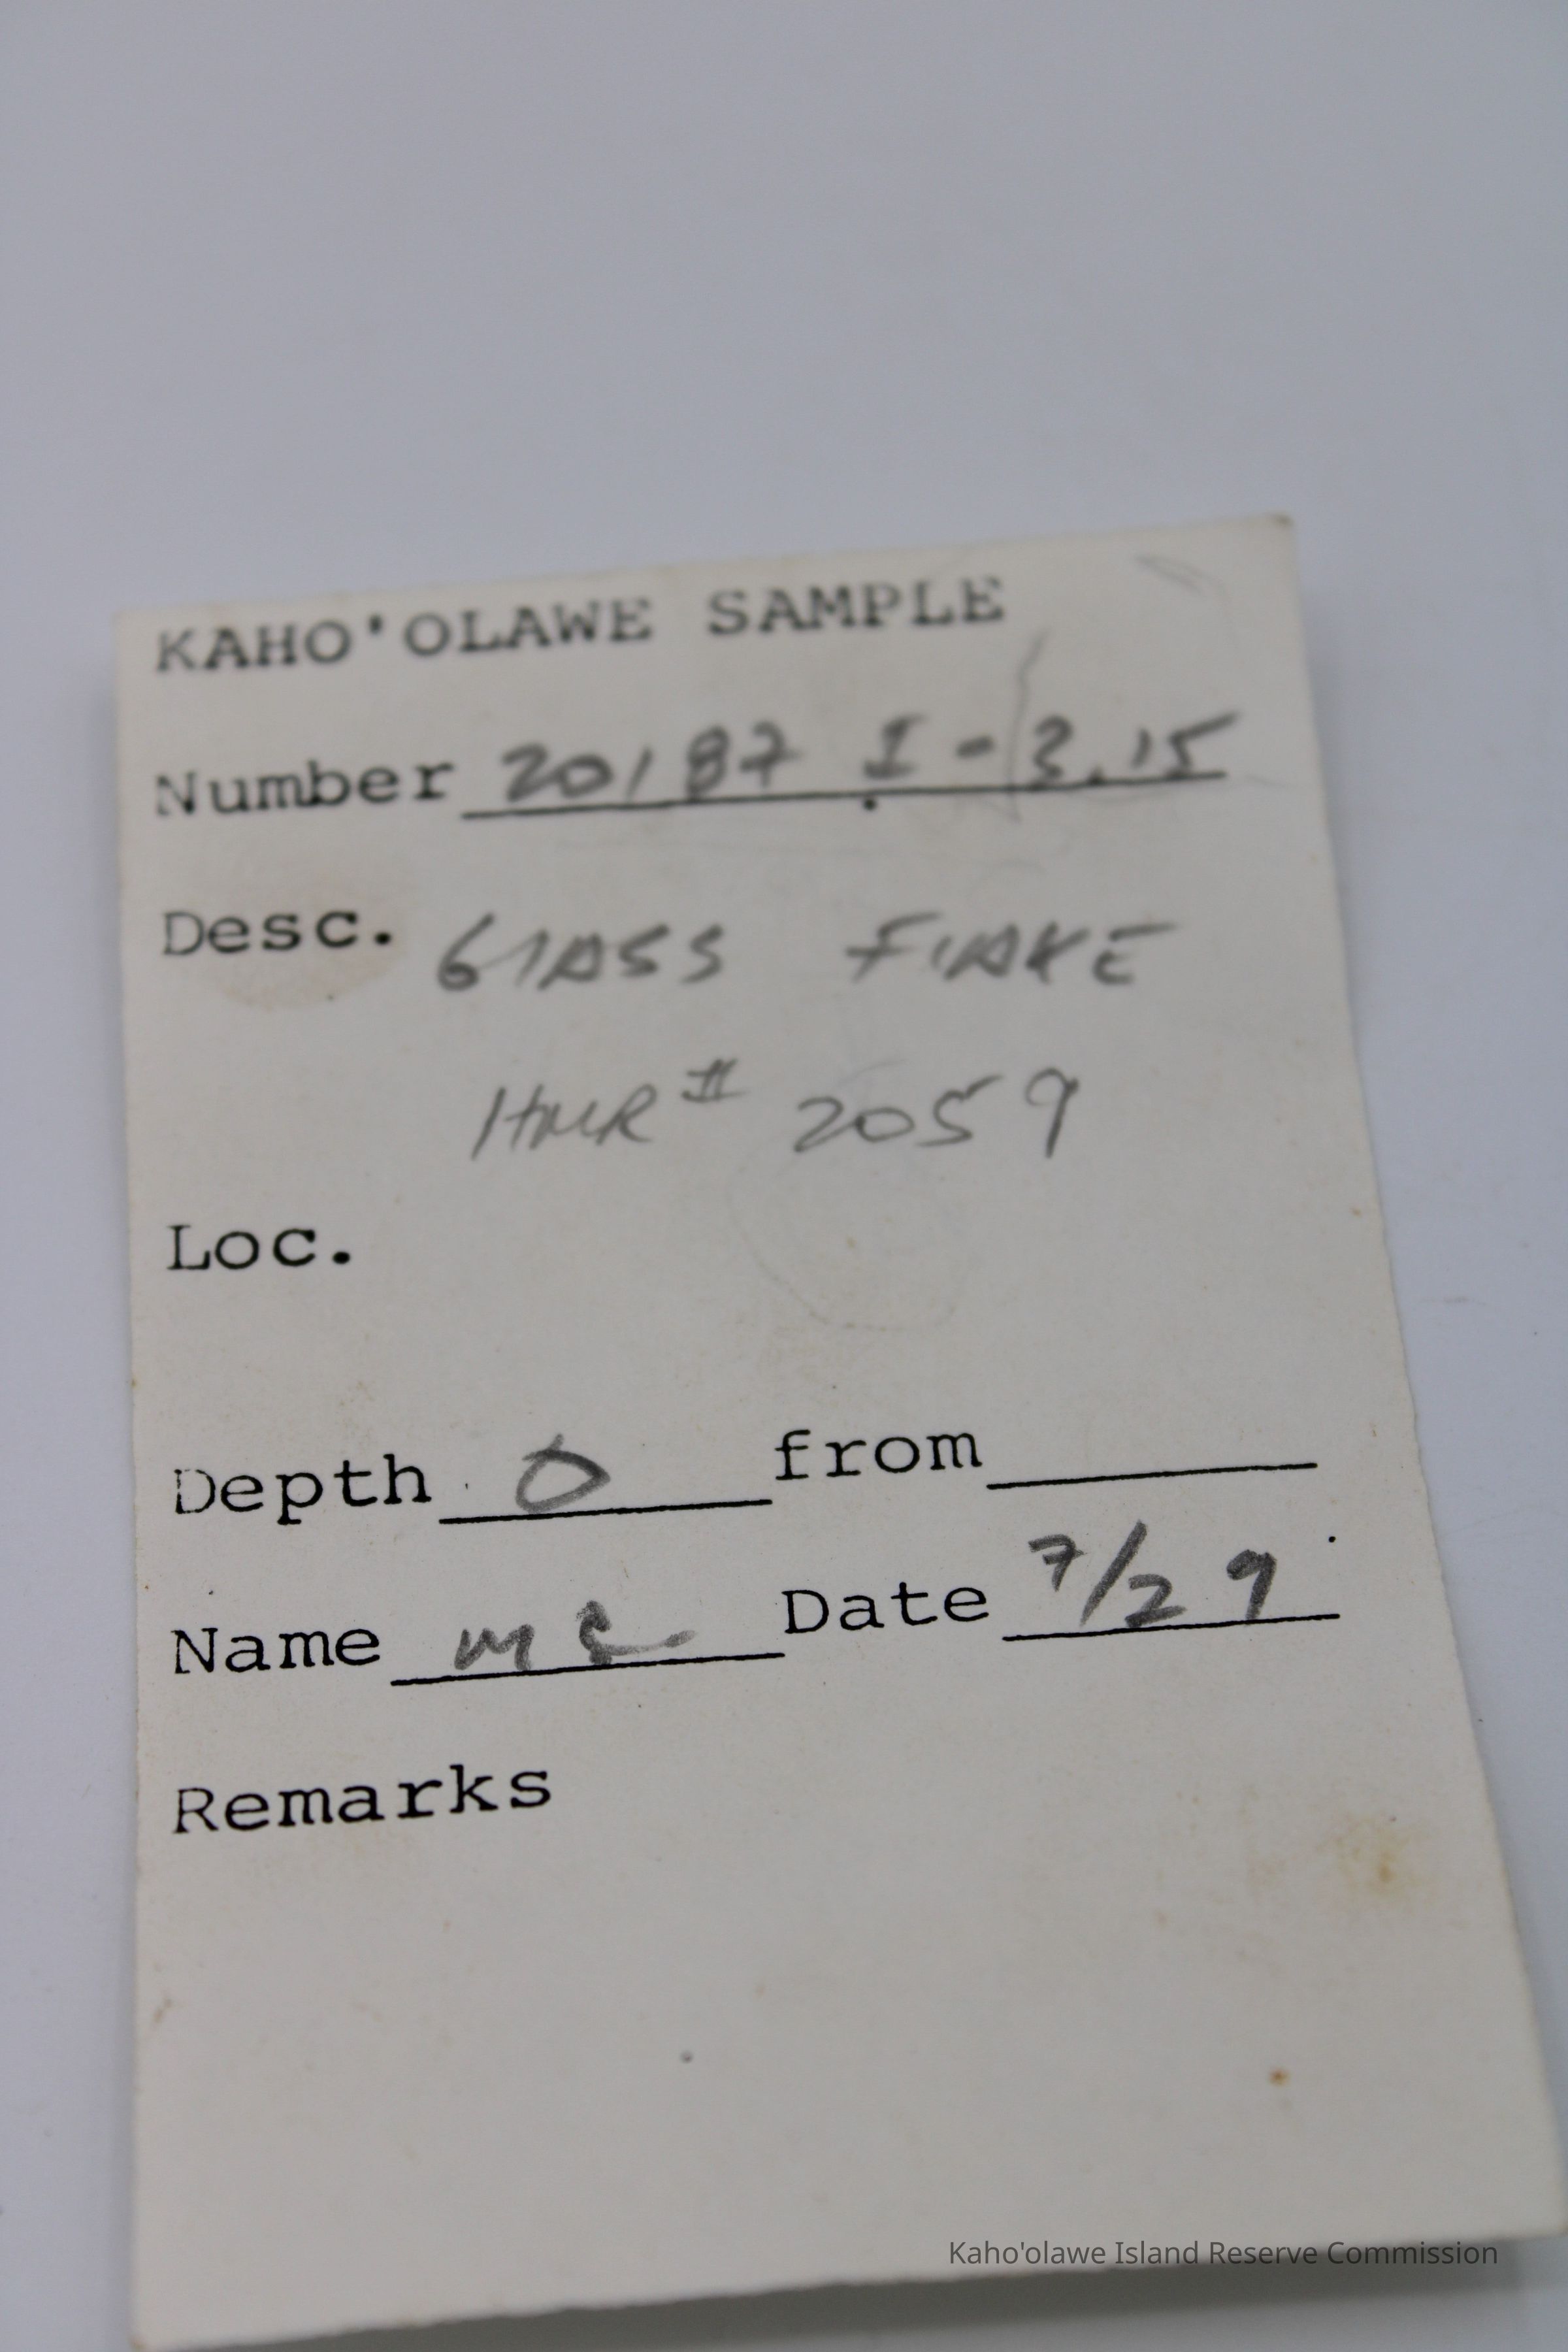 KAHO'OLAWE SAMPLE
Number 20187 I-3.15
Desc. GLASS FLAKE
HMR # 2059
Loc.
Depth 0 from
Name Date 7/29
Remarks
Kaho'olawe Island Reserve Commission